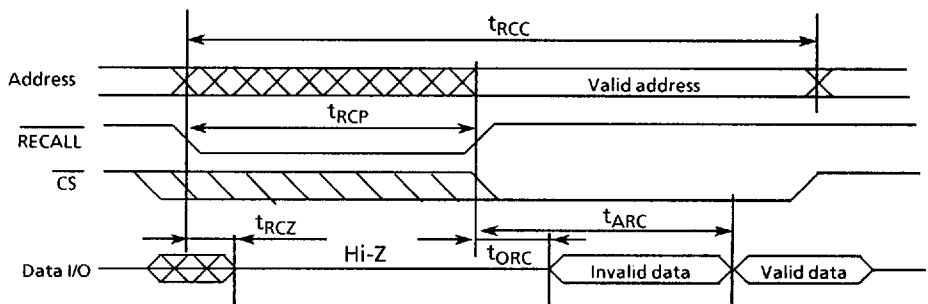 tRCC
Address
Valid address
tRCP
RECALL
CS
tRCZ
tARC
Hi-Z
tORC
Data I/O
Invalid data
Valid data